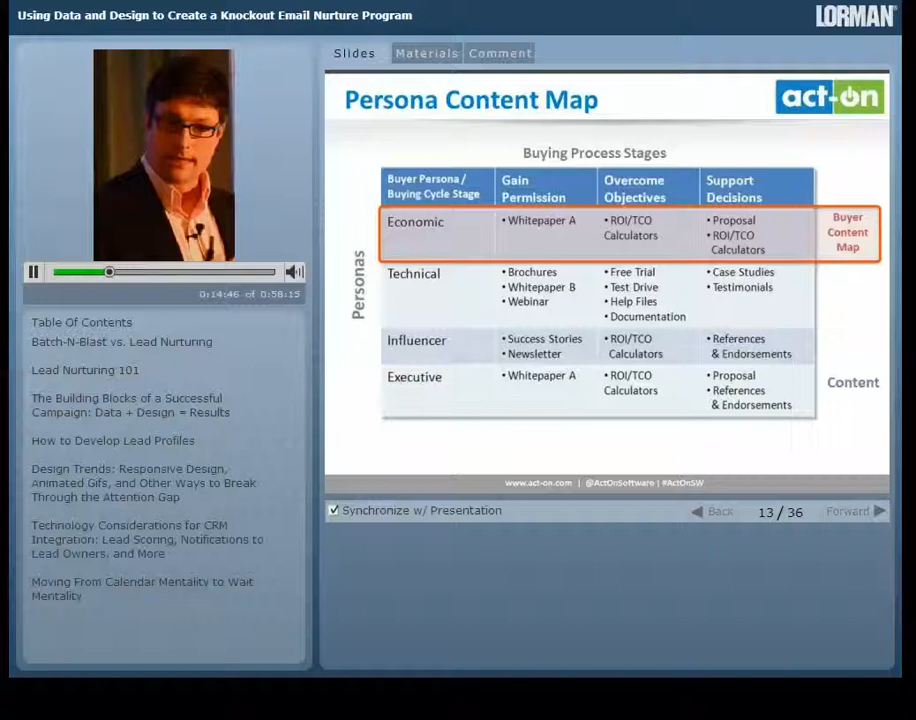 Using Data and Design to Create a Knockout Email Nurture Program
LORMAN
Slides
Materials
Comment
Persona Content Map
act-on
Buying Process Stages
Personas
Buyer Persona /
Buying Cycle Stage
Gain
Permission
Overcome
Objectives
Support
Decisions
Economic
• Whitepaper A
• ROI/TCO
Calculators
• Proposal
• ROI/TCO
Calculators
Buyer
Content
Map
Technical
• Brochures
• Whitepaper B
• Webinar
• Free Trial
• Test Drive
• Help Files
• Documentation
• Case Studies
• Testimonials
Influencer
• Success Stories
• Newsletter
• ROI/TCO
Calculators
• References
& Endorsements
Executive
• Whitepaper A
• ROI/TCO
Calculators
• Proposal
• References
& Endorsements
Content
www.act-on.com | @ActOnSoftware | #ActOnSW
0:14:46 of 0:58:15
Table Of Contents
Batch-N-Blast vs. Lead Nurturing
Lead Nurturing 101
The Building Blocks of a Successful
Campaign: Data + Design = Results
How to Develop Lead Profiles
Design Trends: Responsive Design,
Animated Gifs, and Other Ways to Break
Through the Attention Gap
Technology Considerations for CRM
Integration: Lead Scoring, Notifications to
Lead Owners, and More
Moving From Calendar Mentality to Wait
Mentality
Synchronize w/ Presentation
Back
13 / 36
Forward